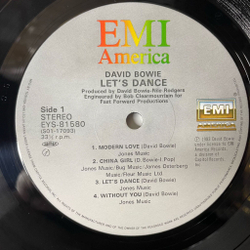 EMI
America
DAVID BOWIE
LET'S DANCE
Produced by David Bowie-Nile Rodgers
Engineered by Bob Clearmountain for
Fast Forward Productions
Side 1
STEREO
EYS-81580
(SO1-17093)
33⅓ r.p.m.
EMI
1. MODERN LOVE (David Bowie)
Jones Music
2. CHINA GIRL (D.Bowie-I.Pop)
Jones Music/Bug Music/James Osterberg
Music/Fleur Music Ltd
3. LET'S DANCE (David Bowie)
Jones Music
4. WITHOUT YOU (David Bowie)
Jones Music